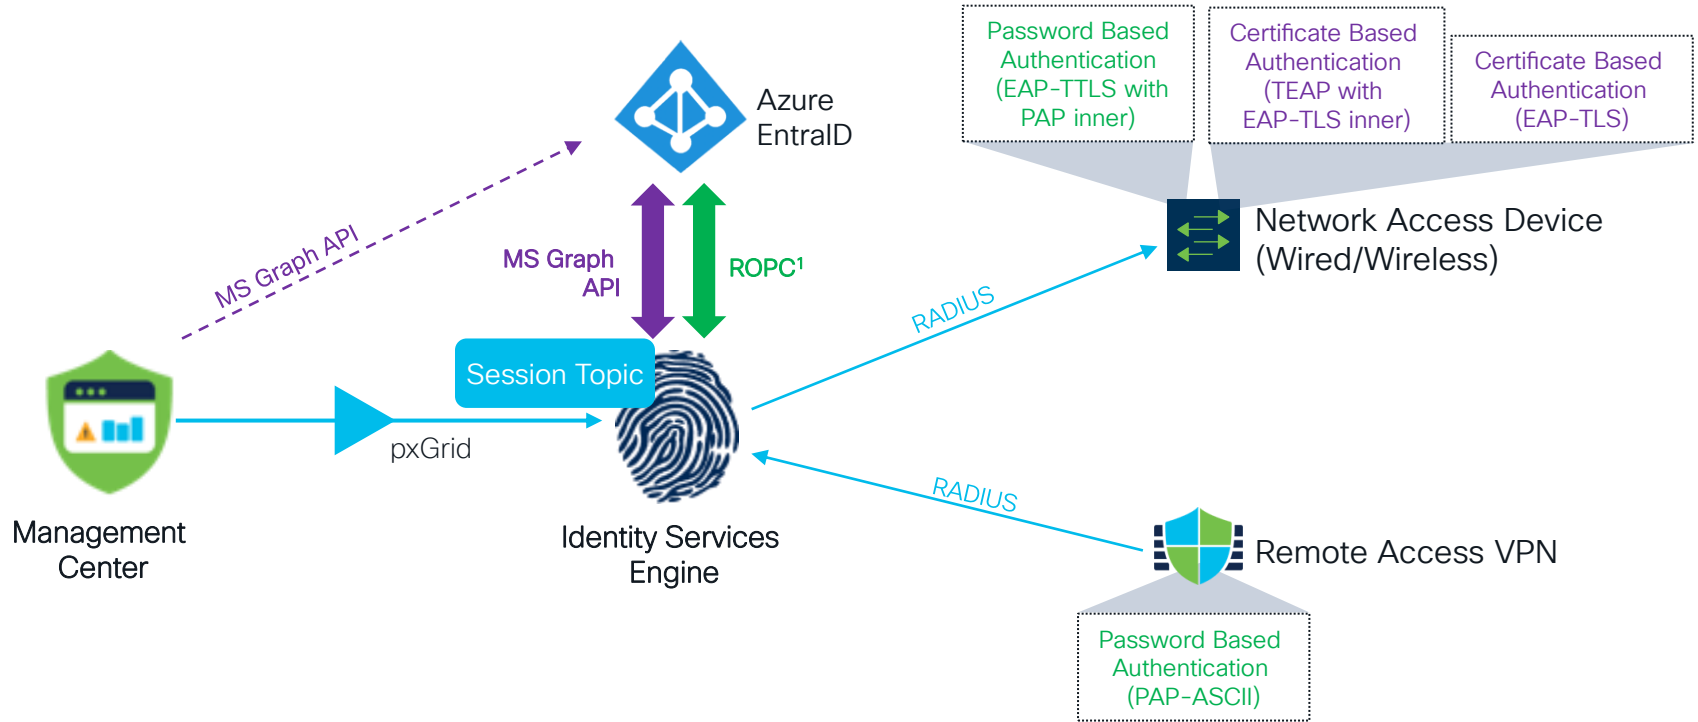 Password Based
Authentication
(EAP-TTLS with
PAP inner)
Certificate Based
Authentication
(TEAP with
EAP-TLS inner)
Certificate Based
Authentication
(EAP-TLS)
Azure
EntraID
MS Graph API
MS Graph
API
ROPC¹
Network Access Device
(Wired/Wireless)
RADIUS
Session Topic
pxGrid
Management
Center
Identity Services
Engine
RADIUS
Remote Access VPN
Password Based
Authentication
(PAP-ASCII)